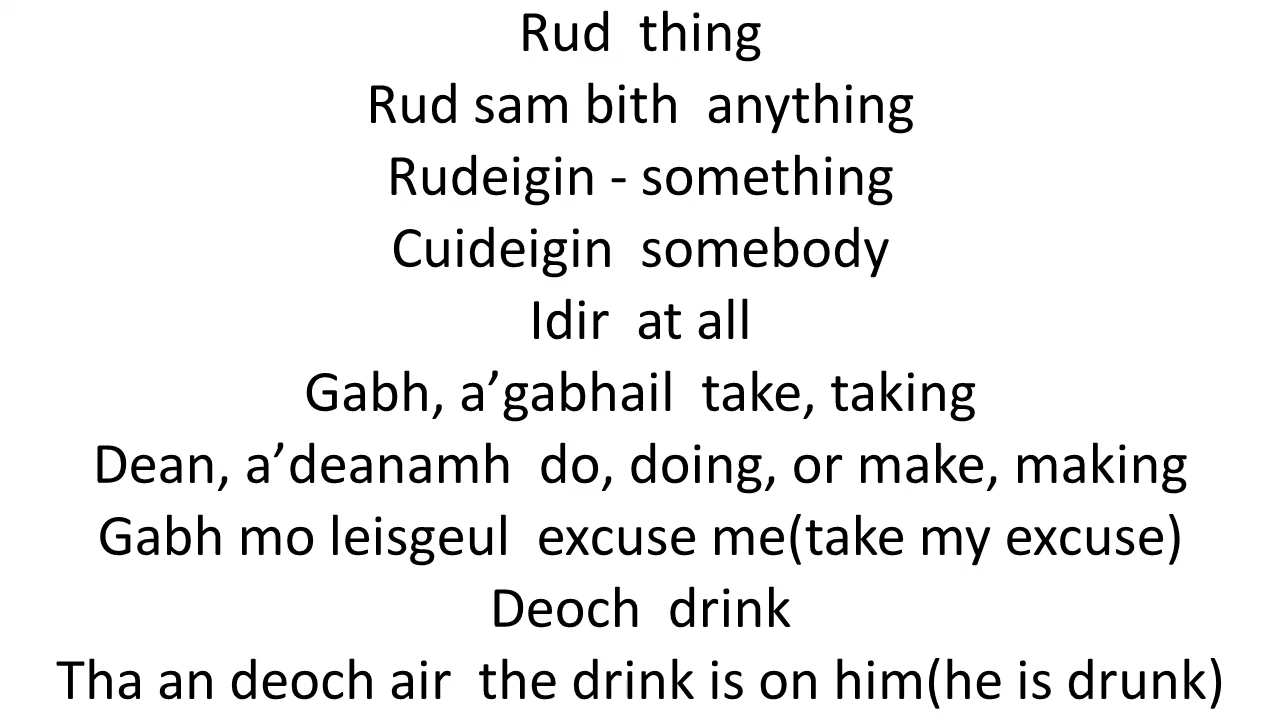 Rud  thing
Rud sam bith  anything
Rudeigin - something
Cuideigin  somebody
Idir  at all
Gabh, a’gabhail  take, taking
Dean, a’deanamh  do, doing, or make, making
Gabh mo leisgeul  excuse me(take my excuse)
Deoch  drink
Tha an deoch air  the drink is on him(he is drunk)